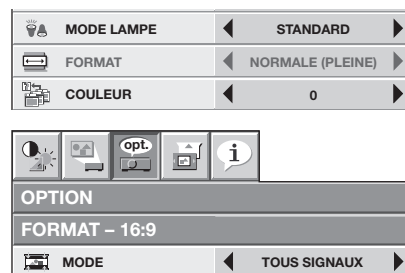 MODE LAMPE STANDARD
FORMAT NORMALE (PLEINE)
COULEUR 0
opt. i
OPTION
FORMAT – 16:9
MODE TOUS SIGNAUX